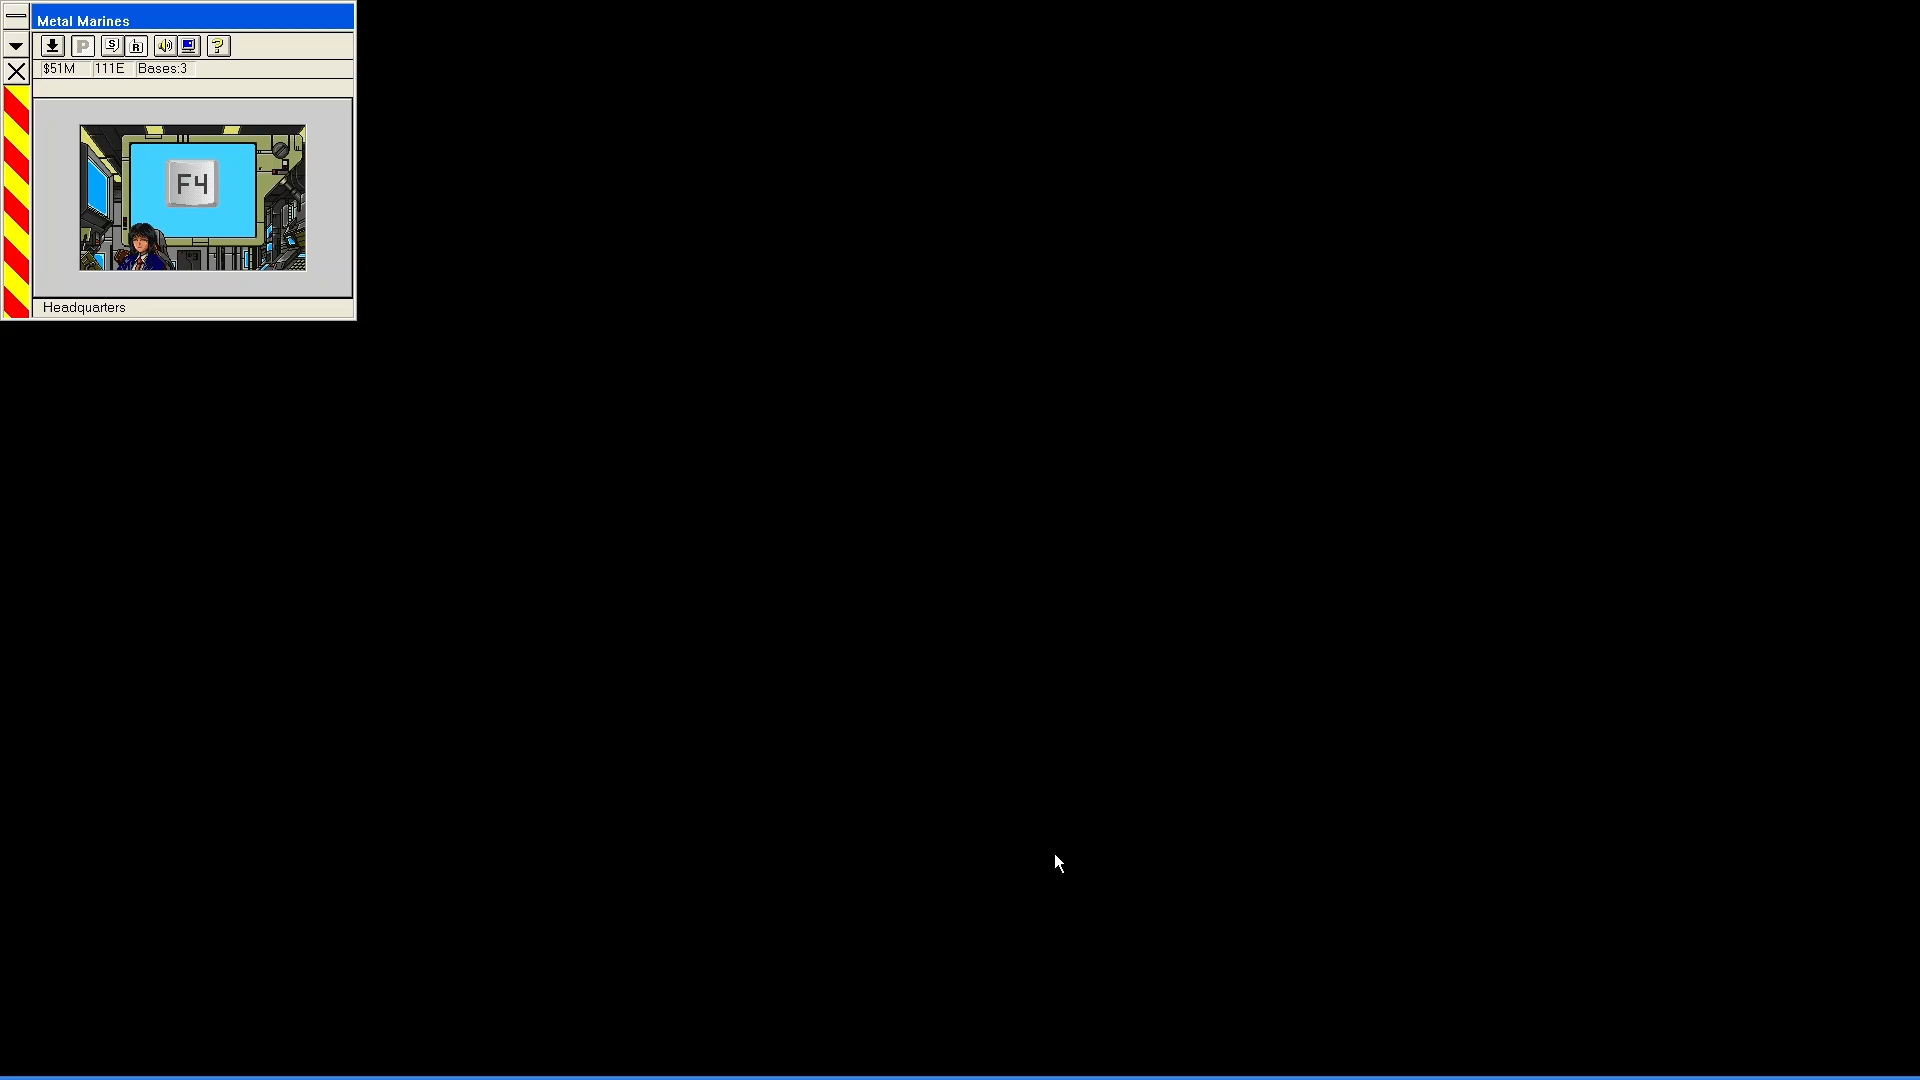 Metal Marines
P S R ?
$51M 111E Bases:3
F4
Headquarters